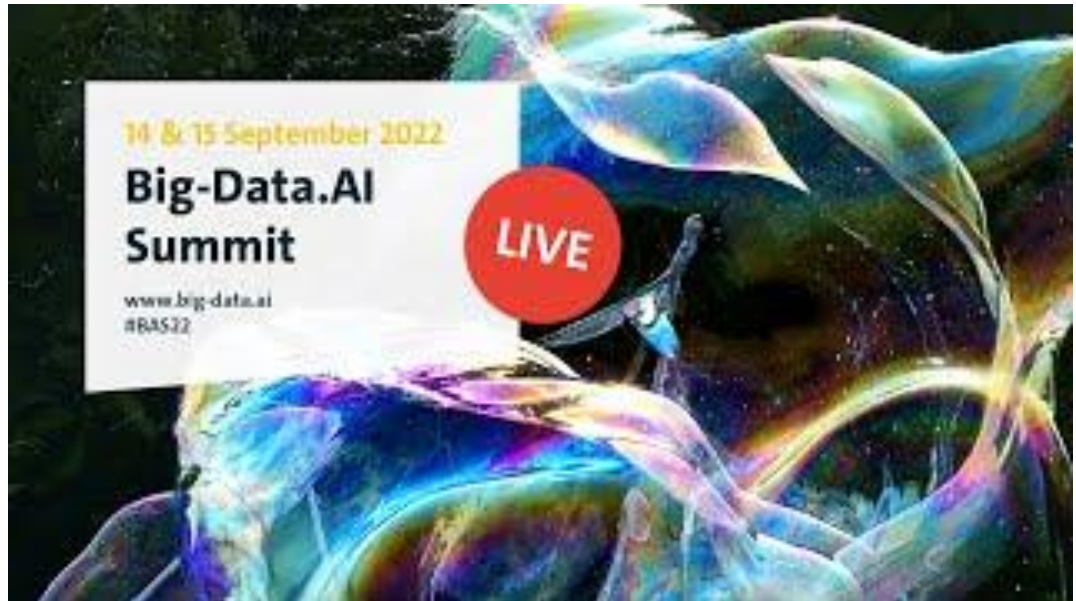 14 & 15 September 2022
Big-Data.AI
Summit
LIVE
www.big-data.ai
#BAS22